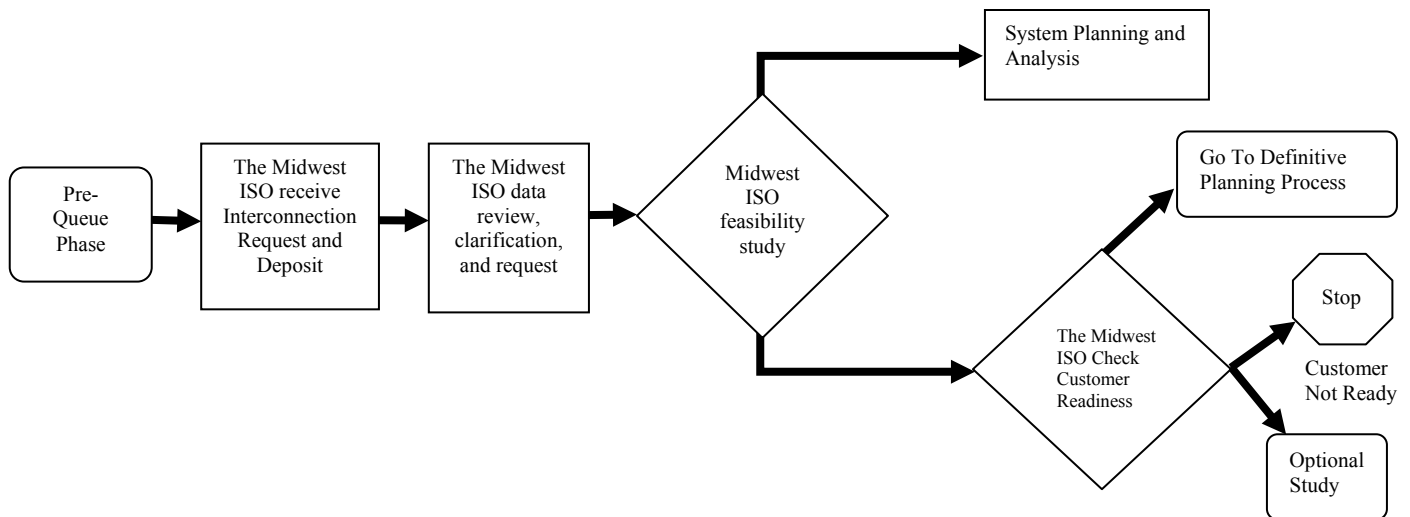 Pre-
Queue
Phase
The Midwest
ISO receive
Interconnection
Request and
Deposit
The Midwest
ISO data
review,
clarification,
and request
Midwest
ISO
feasibility
study
System Planning and
Analysis
The Midwest
ISO Check
Customer
Readiness
Go To Definitive
Planning Process
Stop
Customer
Not Ready
Optional
Study